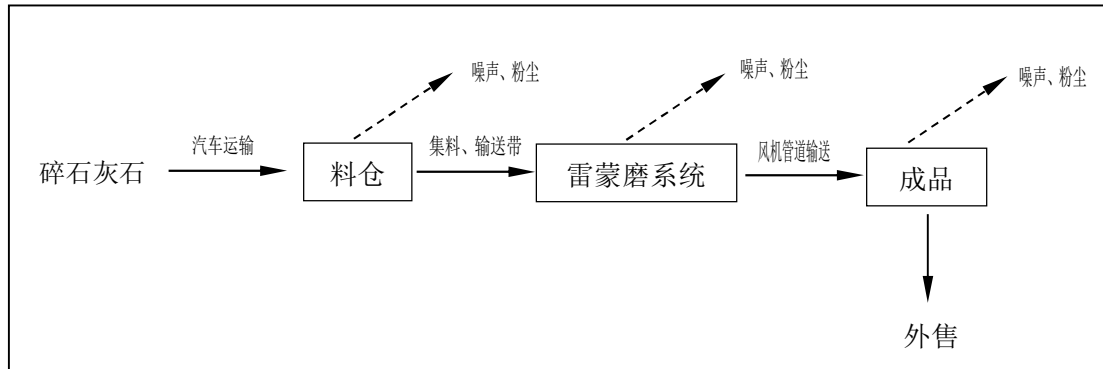 噪声、粉尘
噪声、粉尘
噪声、粉尘
碎石灰石
汽车运输
料仓
集料、输送带
雷蒙磨系统
风机管道输送
成品
外售